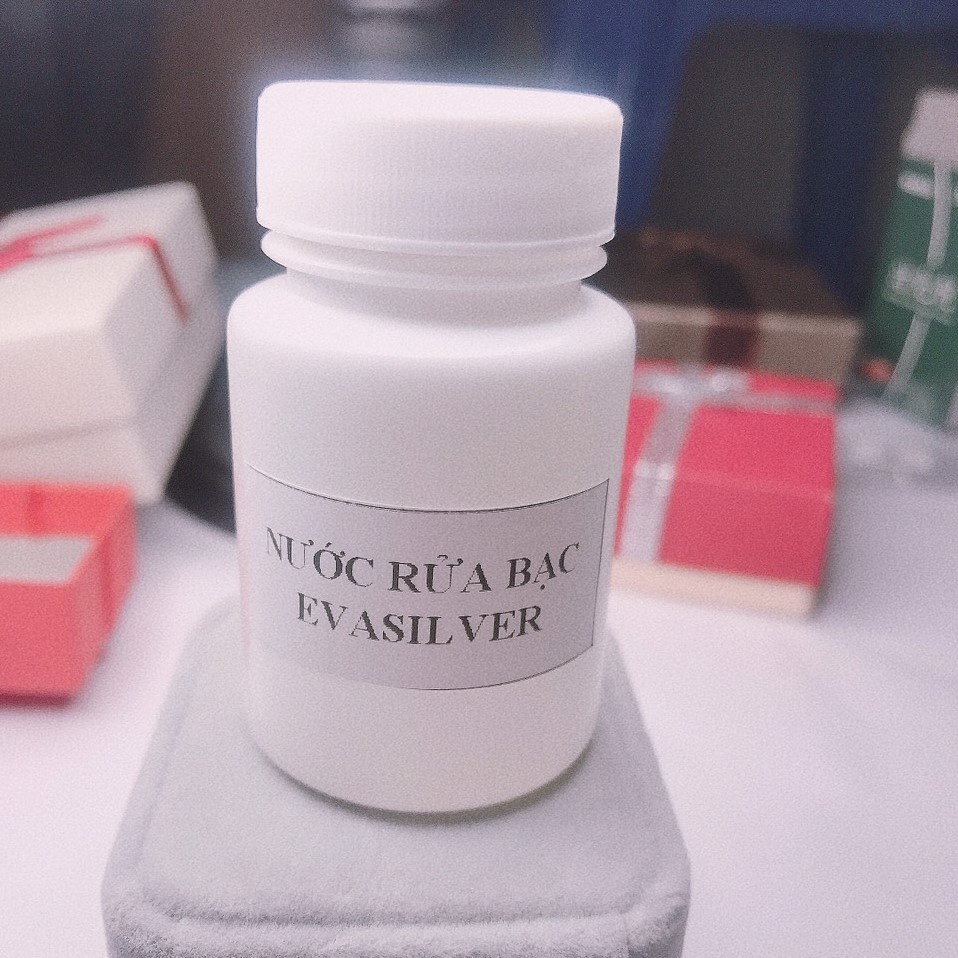 NƯỚC RỬA BẠC
EVASILVER